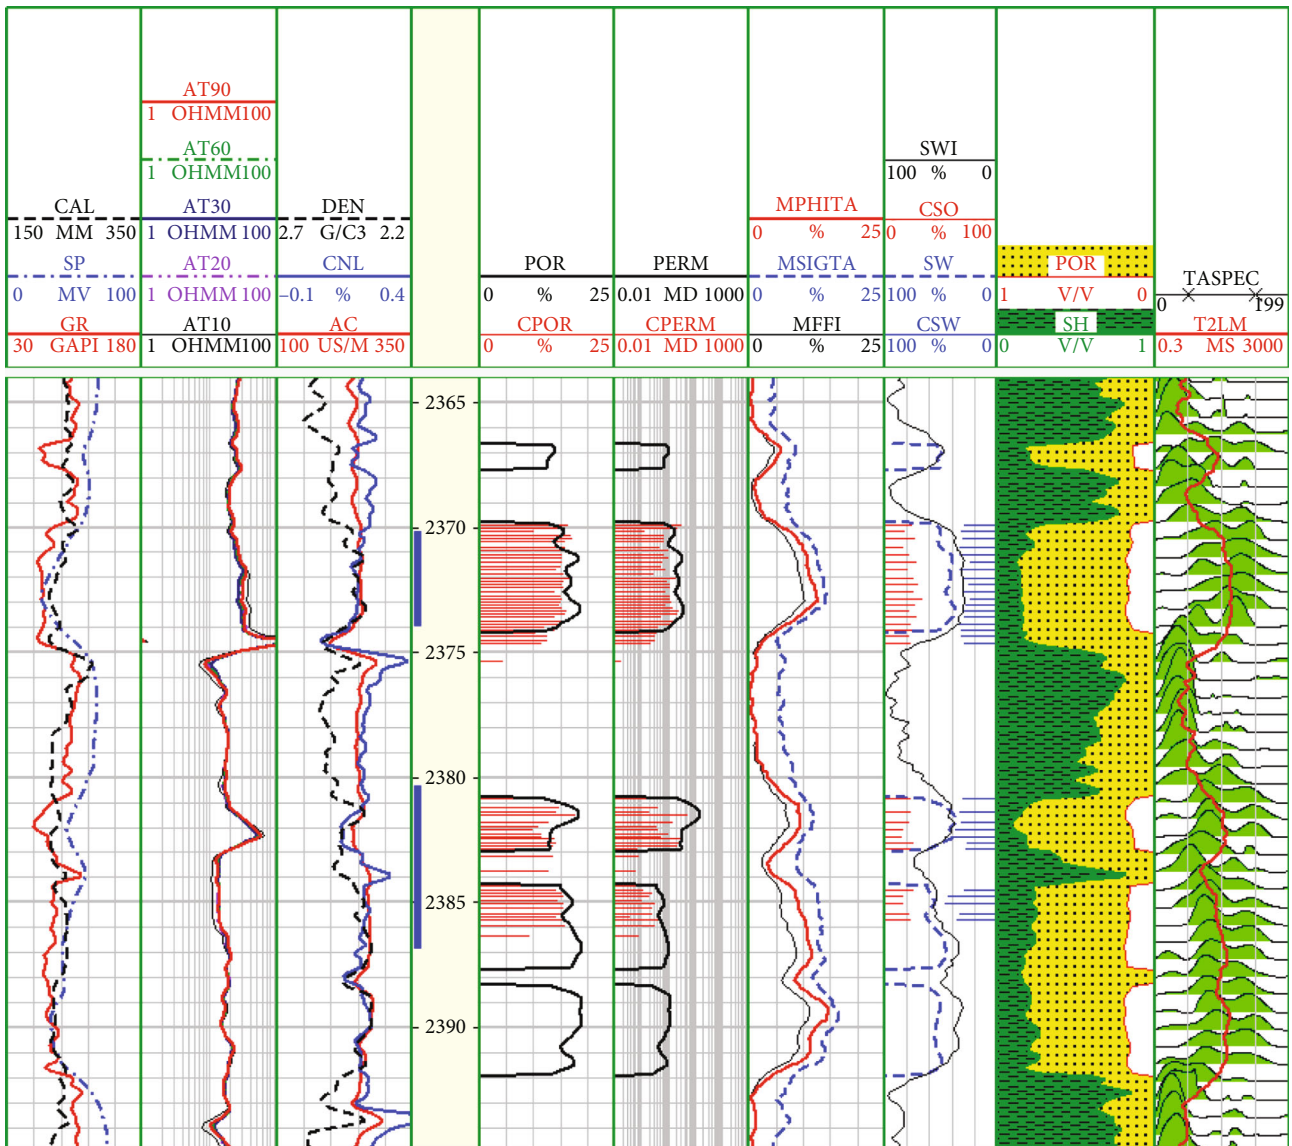 AT90
1 OHMM100
AT60
1 OHMM100
SWI
100 % 0
CAL
150 MM 350
AT30
1 OHMM 100
DEN
2.7 G/C3 2.2
MPHITA
0 % 25
CSO
0 % 100
SP
0 MV 100
AT20
1 OHMM 100
CNL
−0.1 % 0.4
POR
0 % 25
PERM
0.01 MD 1000
MSIGTA
0 % 25
SW
100 % 0
POR
1 V/V 0
TASPEC
0 199
GR
30 GAPI 180
AT10
1 OHMM100
AC
100 US/M 350
CPOR
0 % 25
CPERM
0.01 MD 1000
MFFI
0 % 25
CSW
100 % 0
SH
0 V/V 1
T2LM
0.3 MS 3000
2365
2370
2375
2380
2385
2390